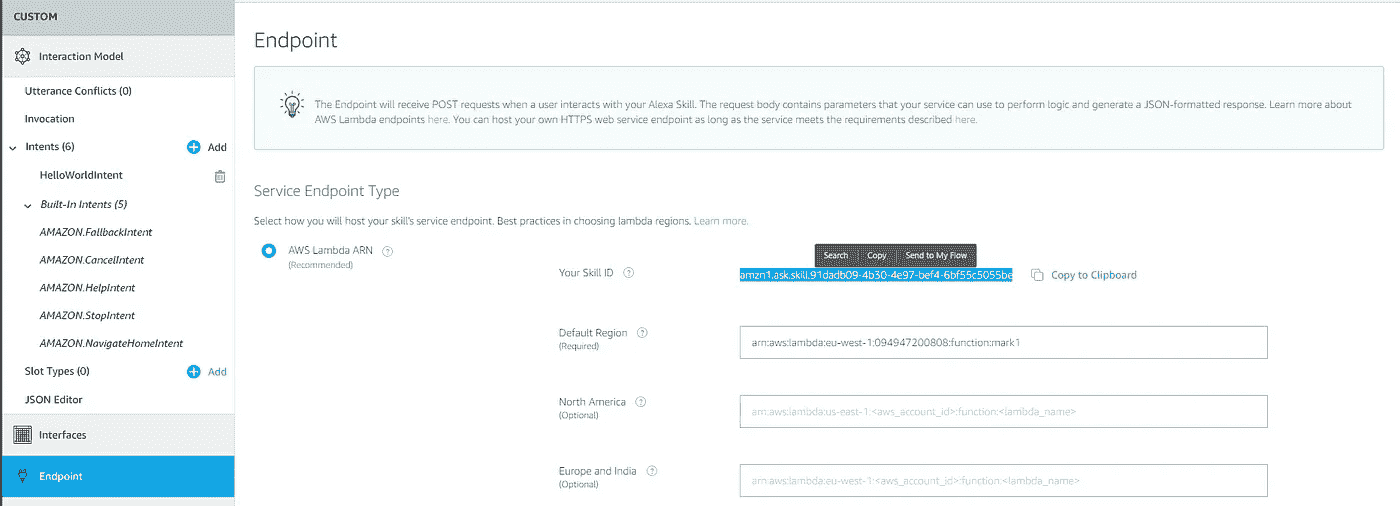 CUSTOM
Interaction Model
Utterance Conflicts (0)
Invocation
Intents (6)
Add
HelloWorldIntent
Built-In Intents (5)
AMAZON.FallbackIntent
AMAZON.CancelIntent
AMAZON.HelpIntent
AMAZON.StopIntent
AMAZON.NavigateHomeIntent
Slot Types (0)
Add
JSON Editor
Interfaces
Endpoint
Endpoint
The Endpoint will receive POST requests when a user interacts with your Alexa Skill. The request body contains parameters that your service can use to perform logic and generate a JSON-formatted response. Learn more about
AWS Lambda endpoints here. You can host your own HTTPS web service endpoint as long as the service meets the requirements described here.
Service Endpoint Type
Select how you will host your skill's service endpoint. Best practices in choosing lambda regions. Learn more.
AWS Lambda ARN ?
(Recommended)
Search Copy Send to My Flow
Your Skill ID ?
amzn1.ask.skill.91dadb09-4b30-4e97-bef4-6bf55c5055be
Copy to Clipboard
Default Region ?
(Required)
arn:aws:lambda:eu-west-1:094947200808:function:mark1
North America ?
(Optional)
arn:aws:lambda:us-east-1:<aws_account_id>:function:<lambda_name>
Europe and India ?
(Optional)
arn:aws:lambda:eu-west-1:<aws_account_id>:function:<lambda_name>